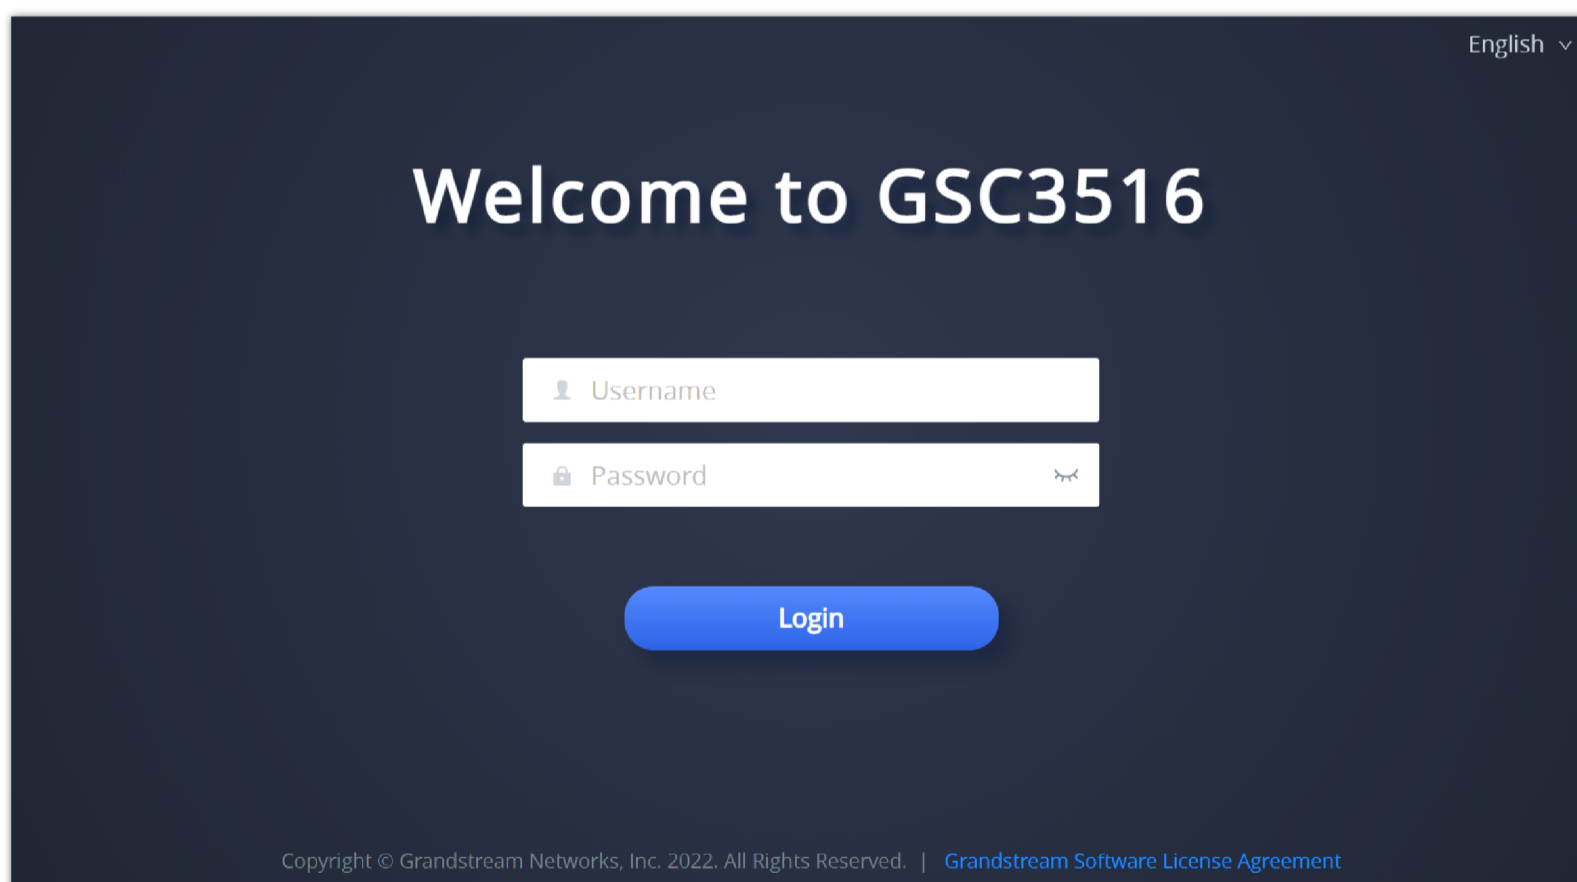 English
Welcome to GSC3516
Username
Password
Login
Copyright © Grandstream Networks, Inc. 2022. All Rights Reserved. | Grandstream Software License Agreement